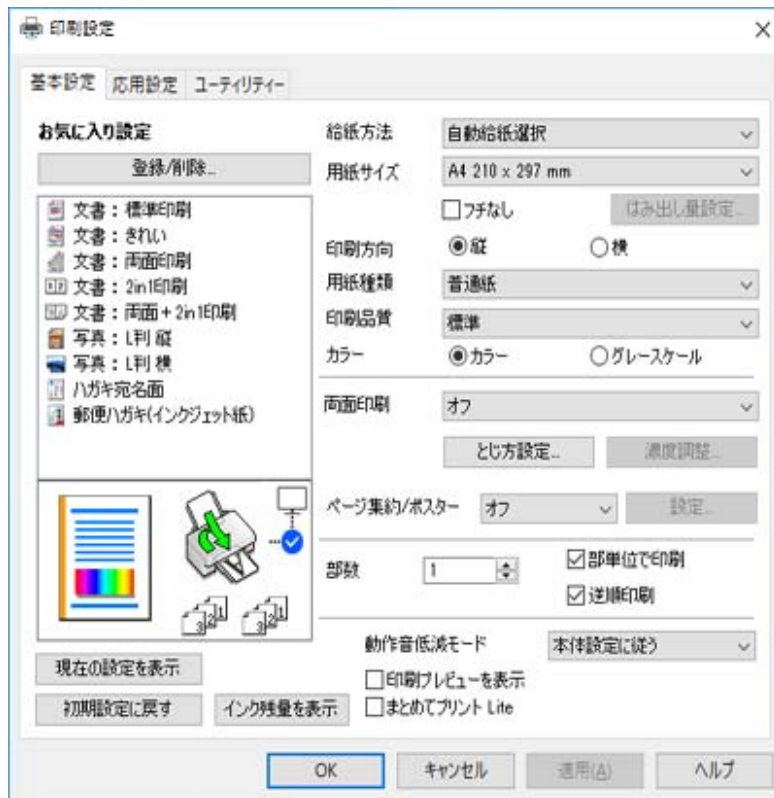 印刷設定
基本設定 応用設定 ユーティリティー
お気に入り設定
登録/削除...
文書：標準印刷
文書：きれい
文書：両面印刷
文書：2in1印刷
文書：両面＋2in1印刷
写真：L判 縦
写真：L判 横
ハガキ宛名面
郵便ハガキ(インクジェット紙)
現在の設定を表示
初期設定に戻す インク残量を表示
給紙方法 自動給紙選択
用紙サイズ A4 210 x 297 mm
フチなし はみ出し量設定...
印刷方向 縦 横
用紙種類 普通紙
印刷品質 標準
カラー カラー グレースケール
両面印刷 オフ
とじ方設定... 濃度調整...
ページ集約/ポスター オフ 設定...
部数 1 部単位で印刷
逆順印刷
動作音低減モード 本体設定に従う
印刷プレビューを表示
まとめてプリント Lite
OK キャンセル 適用(A) ヘルプ